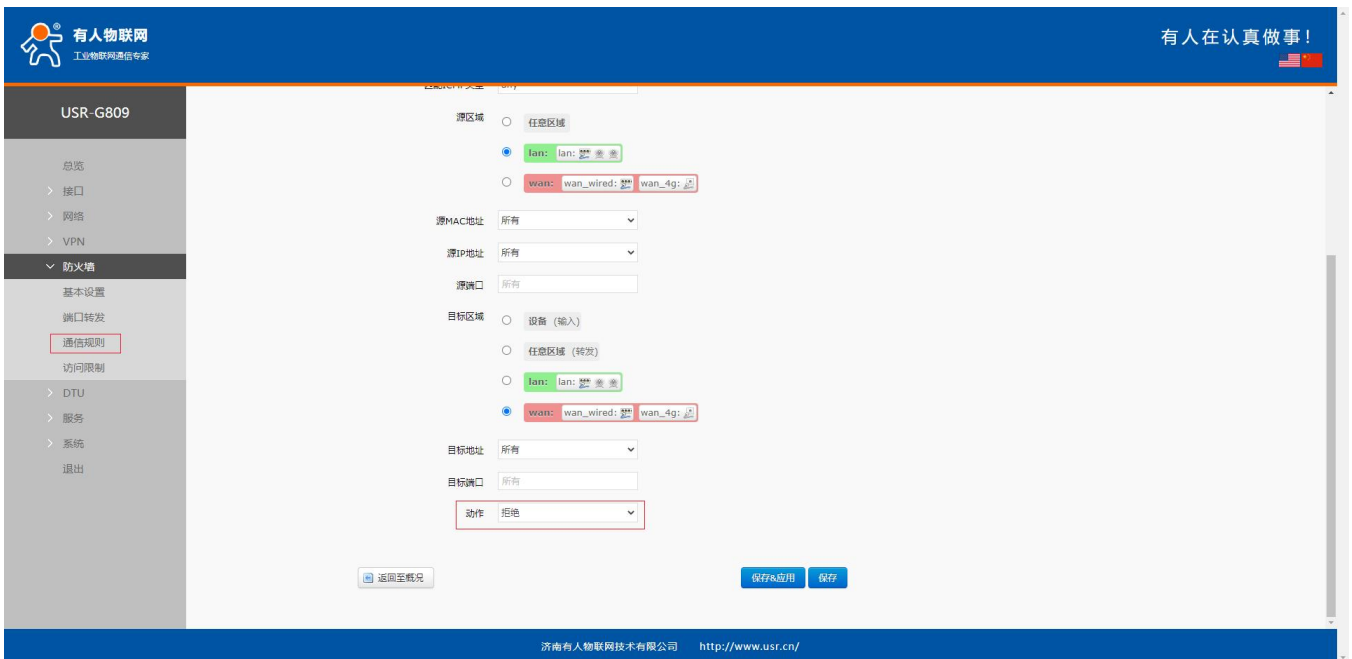 有人物联网
工业物联网通信专家
有人在认真做事!
USR-G809
总览
接口
网络
VPN
防火墙
基本设置
端口转发
通信规则
访问限制
DTU
服务
系统
退出
源区域
任意区域
lan: lan:
wan: wan_wired: wan_4g:
源MAC地址 所有
源IP地址 所有
源端口 所有
目标区域
设备 (输入)
任意区域 (转发)
lan: lan:
wan: wan_wired: wan_4g:
目标地址 所有
目标端口 所有
动作 拒绝
返回至概况 保存&应用 保存
济南有人物联网技术有限公司 http://www.usr.cn/